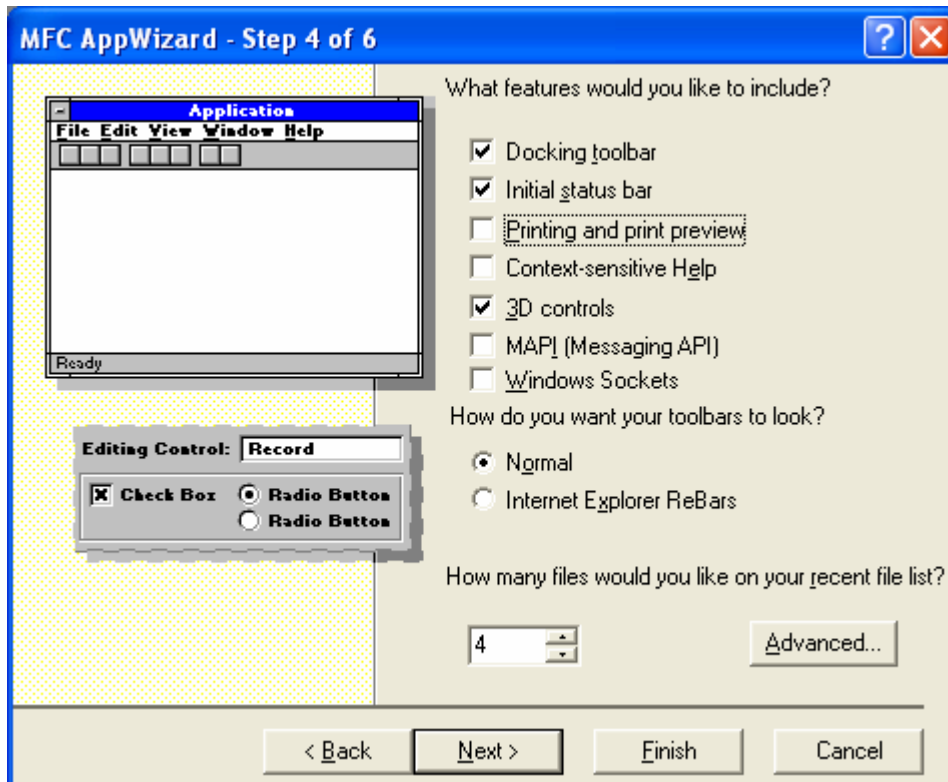 MFC AppWizard - Step 4 of 6
Application
File Edit View Window Help
Ready
Editing Control: Record
Check Box Radio Button
Radio Button
What features would you like to include?
Docking toolbar
Initial status bar
Printing and print preview
Context-sensitive Help
3D controls
MAPI (Messaging API)
Windows Sockets
How do you want your toolbars to look?
Normal
Internet Explorer ReBars
How many files would you like on your recent file list?
4
Advanced...
< Back Next > Finish Cancel